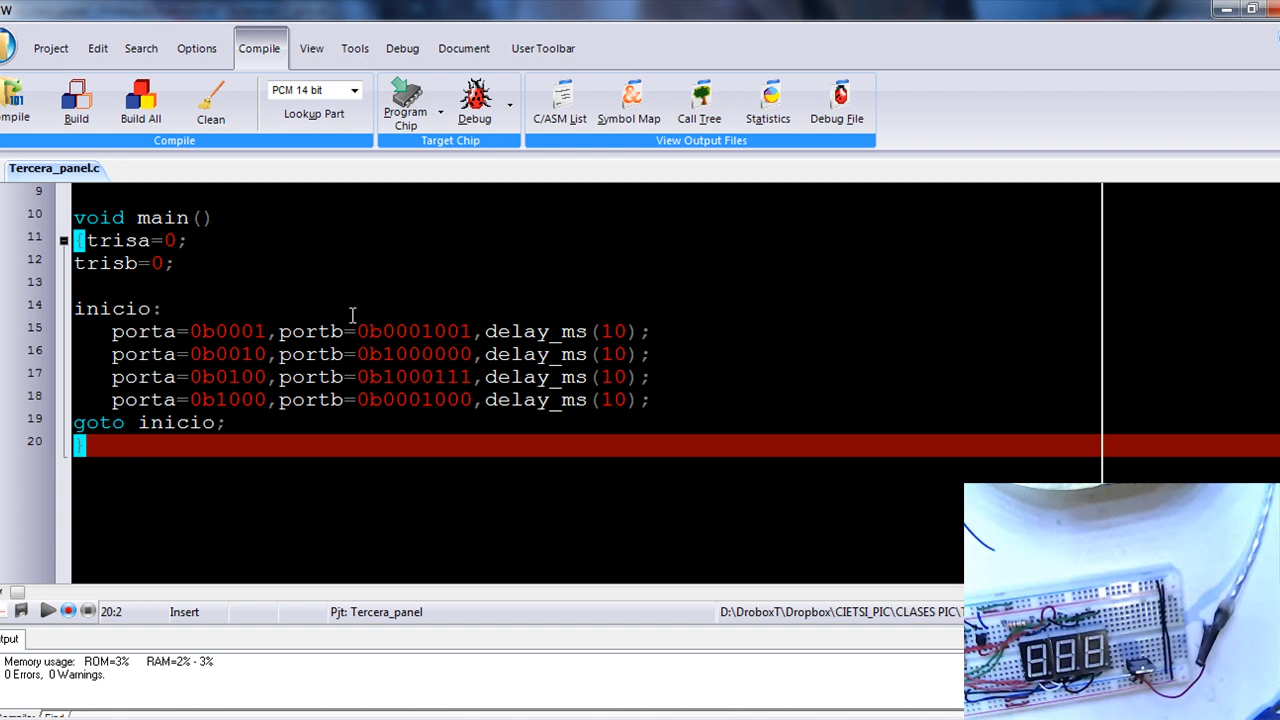 W
Project Edit Search Options Compile View Tools Debug Document User Toolbar
PCM 14 bit
Compile Build Build All Clean Lookup Part Program Chip Debug C/ASM List Symbol Map Call Tree Statistics Debug File
Compile Target Chip View Output Files
Tercera_panel.c
9
10 void main()
11 {trisa=0;
12 trisb=0;
13
14 inicio:
15 porta=0b0001,portb=0b0001001,delay_ms(10);
16 porta=0b0010,portb=0b1000000,delay_ms(10);
17 porta=0b0100,portb=0b1000111,delay_ms(10);
18 porta=0b1000,portb=0b0001000,delay_ms(10);
19 goto inicio;
20 }
20:2 Insert Pjt: Tercera_panel D:\DroboxT\Dropbox\CIETSI_PIC\CLASES PIC\T
Memory usage: ROM=3% RAM=2% - 3%
0 Errors, 0 Warnings.